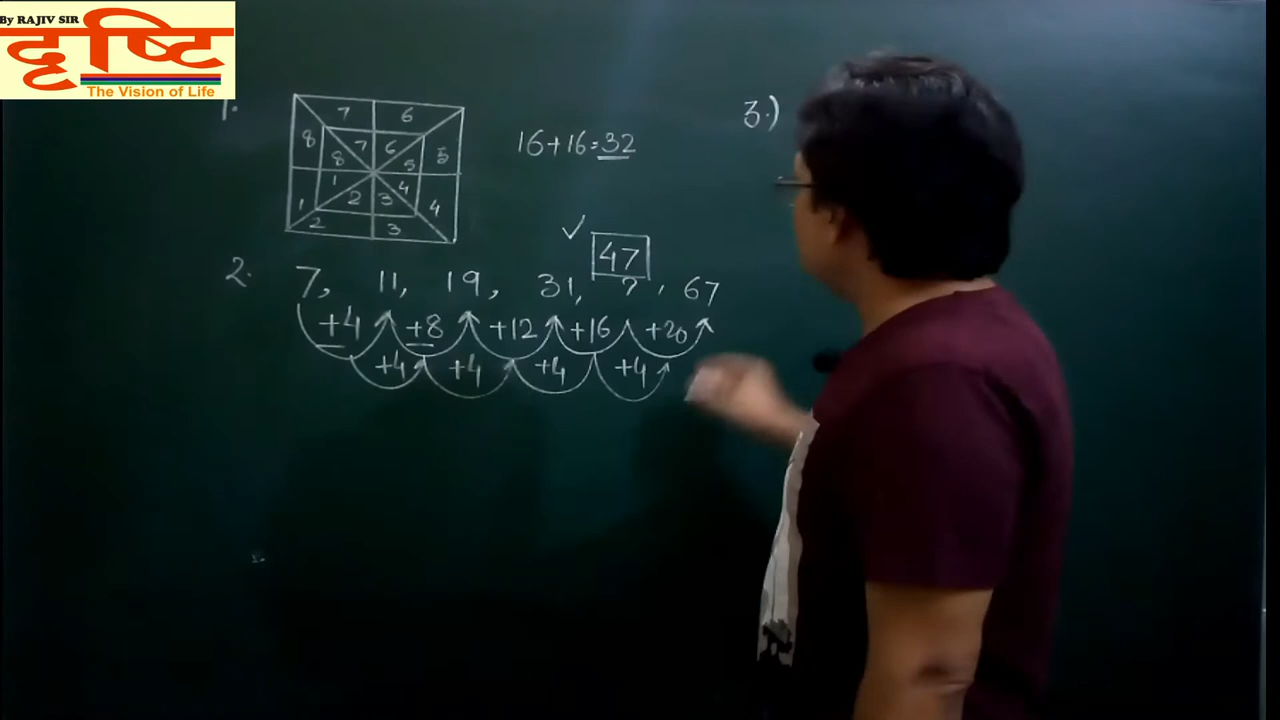 By RAJIV SIR
दृष्टि
The Vision of Life
1.
7 6
8 7 6 5
8 5
1 4
1 2 3 4
2 3
16+16=32
2. 7, 11, 19, 31, ?, 67
✓ 47
+4 +8 +12 +16 +20
+4 +4 +4 +4
3.)